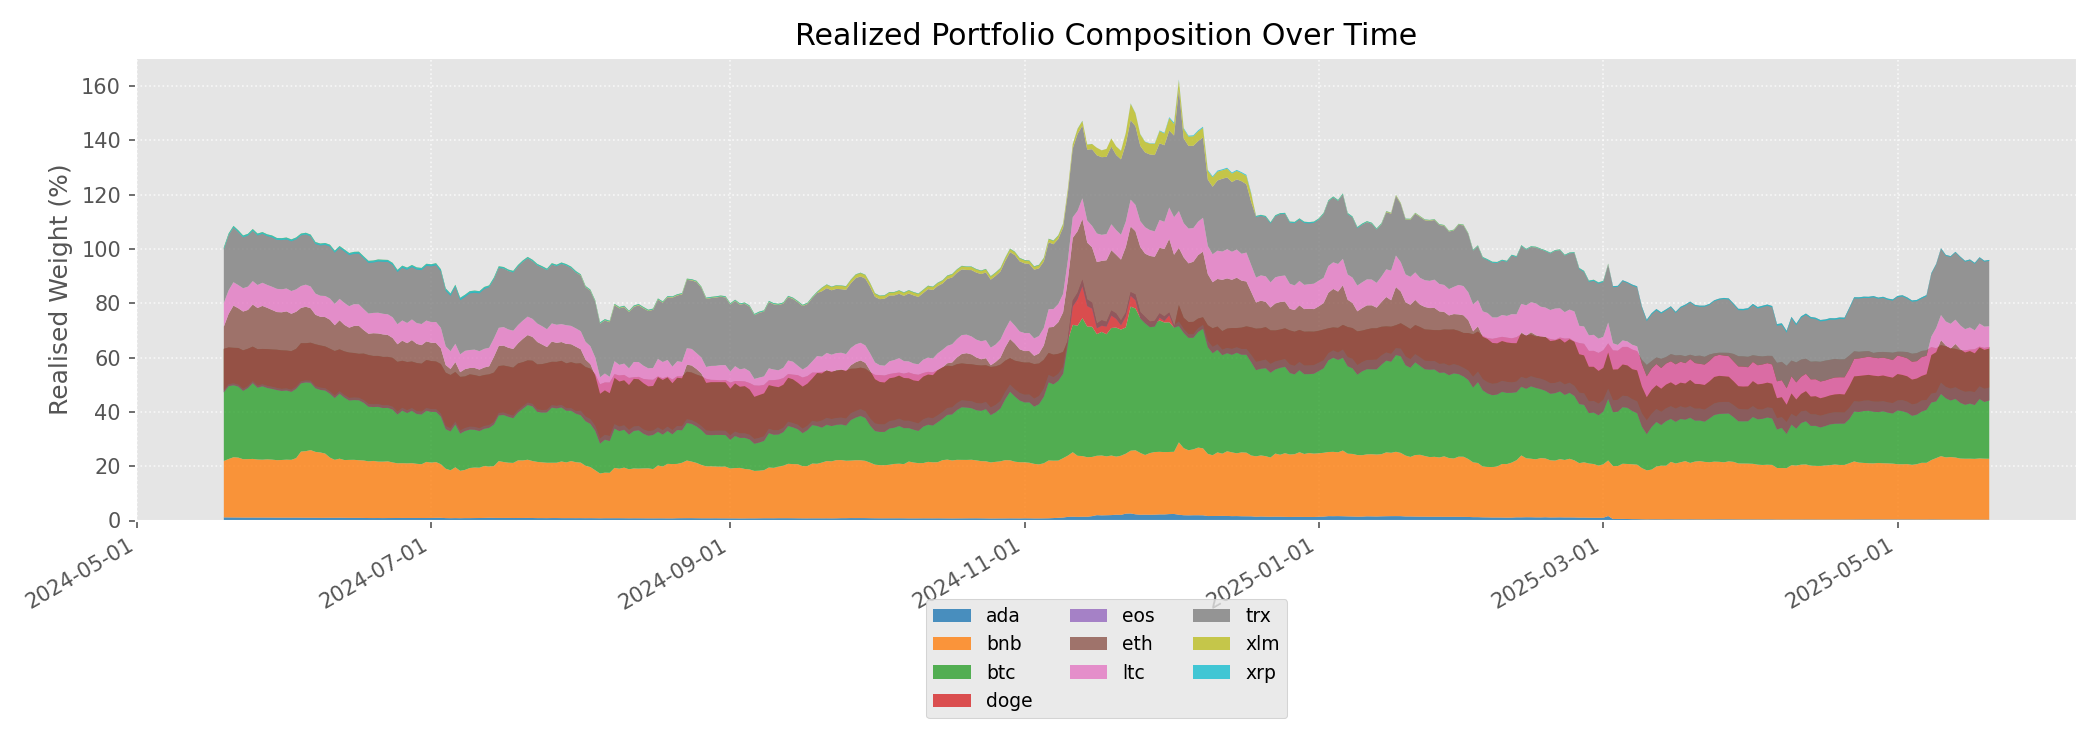 Realized Portfolio Composition Over Time
Realised Weight (%)
160
140
120
100
80
60
40
20
0
2024-05-01
2024-07-01
2024-09-01
2024-11-01
2025-01-01
2025-03-01
2025-05-01
ada
bnb
btc
doge
eos
eth
ltc
trx
xlm
xrp